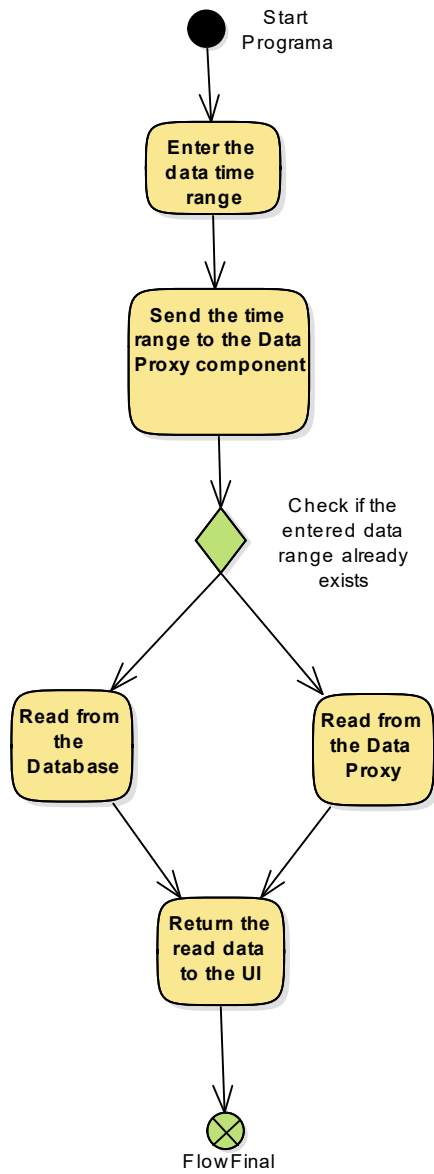 Start
Programa
Enter the
data time
range
Send the time
range to the Data
Proxy component
Check if the
entered data
range already
exists
Read from
the
Database
Read from
the Data
Proxy
Return the
read data
to the UI
FlowFinal